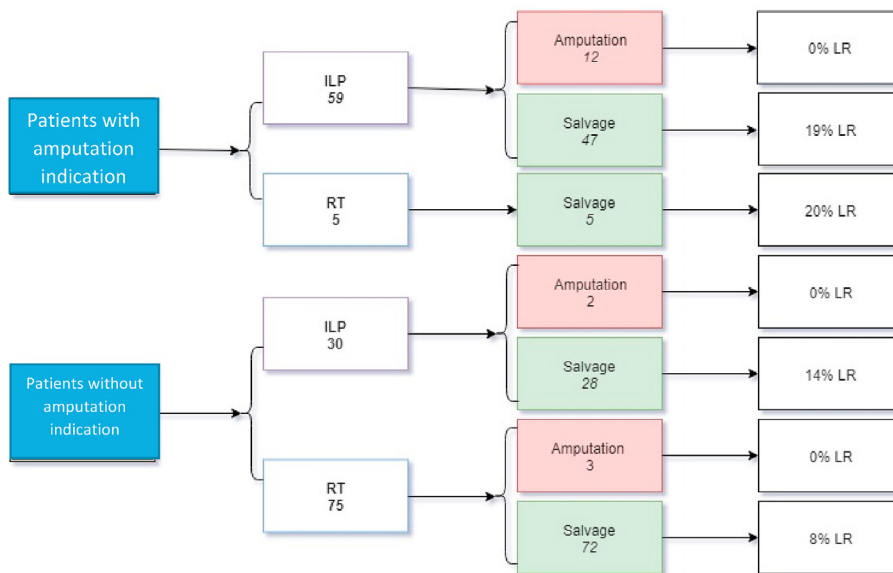 Patients with
amputation
indication
ILP
59
RT
5
Amputation
12
Salvage
47
Salvage
5
0% LR
19% LR
20% LR
Patients without
amputation
indication
ILP
30
RT
75
Amputation
2
Salvage
28
Amputation
3
Salvage
72
0% LR
14% LR
0% LR
8% LR